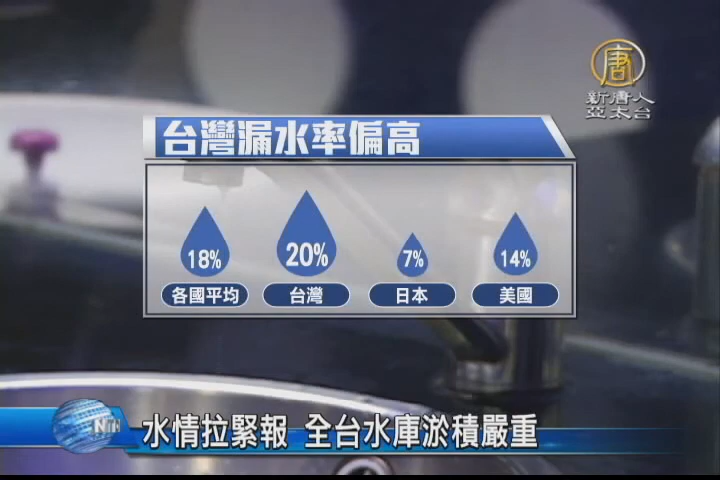 新唐人
亞太台
台灣漏水率偏高
18% 20% 7% 14%
各國平均 台灣 日本 美國
NTD
水情拉緊報 全台水庫淤積嚴重